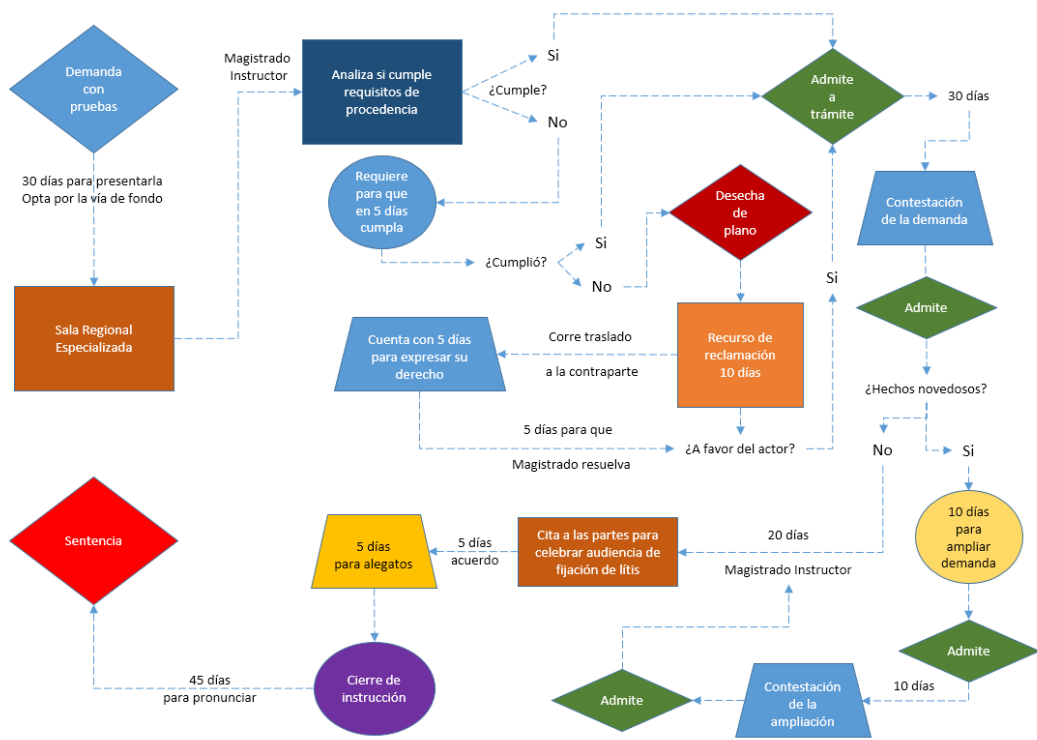 Demanda
con
pruebas
30 días para presentarla
Opta por la vía de fondo
Sala Regional
Especializada
Magistrado
Instructor
Analiza si cumple
requisitos de
procedencia
¿Cumple?
Si
No
Requiere
para que
en 5 días
cumpla
¿Cumplió?
Si
No
Desecha
de
plano
Admite
a
trámite
30 días
Contestación
de la demanda
Admite
¿Hechos novedosos?
No
Si
Recurso de
reclamación
10 días
Corre traslado
a la contraparte
Cuenta con 5 días
para expresar su
derecho
5 días para que
Magistrado resuelva
¿A favor del actor?
Si
10 días
para
ampliar
demanda
Admite
10 días
Contestación
de la
ampliación
Admite
20 días
Magistrado Instructor
Cita a las partes para
celebrar audiencia de
fijación de lítis
5 días
acuerdo
5 días
para alegatos
Cierre de
instrucción
45 días
para pronunciar
Sentencia